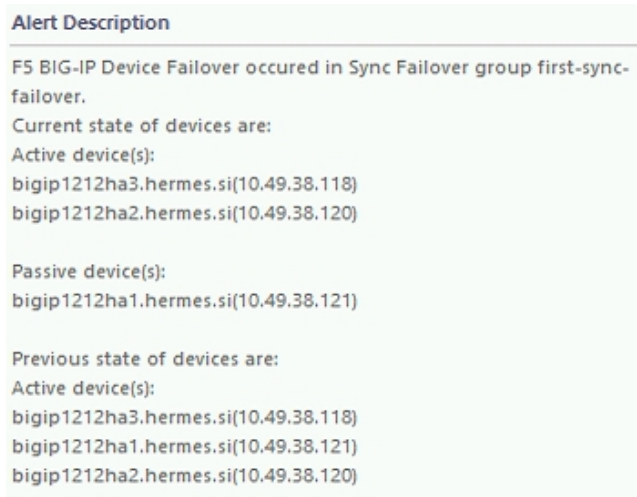 Alert Description
F5 BIG-IP Device Failover occured in Sync Failover group first-sync-
failover.
Current state of devices are:
Active device(s):
bigip1212ha3.hermes.si(10.49.38.118)
bigip1212ha2.hermes.si(10.49.38.120)
Passive device(s):
bigip1212ha1.hermes.si(10.49.38.121)
Previous state of devices are:
Active device(s):
bigip1212ha3.hermes.si(10.49.38.118)
bigip1212ha1.hermes.si(10.49.38.121)
bigip1212ha2.hermes.si(10.49.38.120)